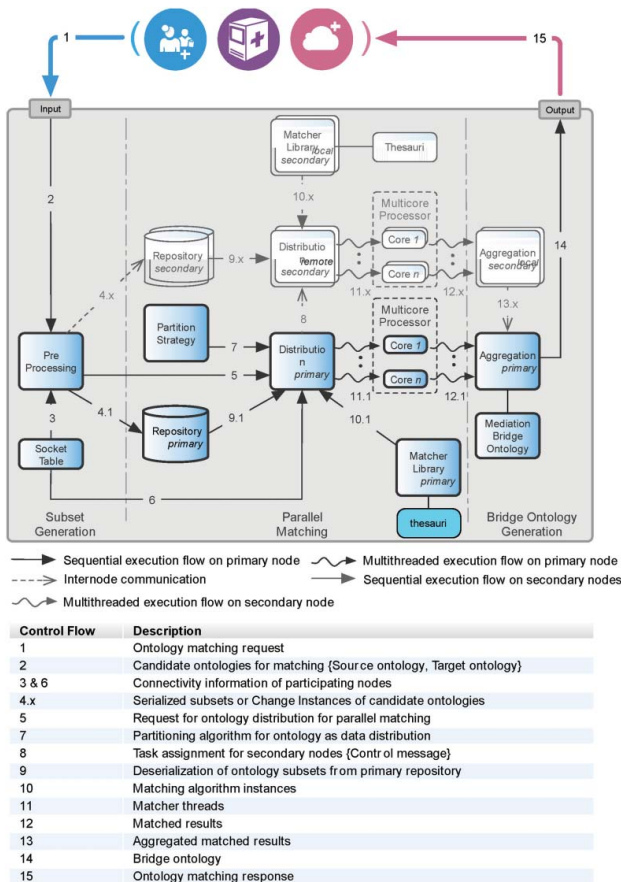 1
15
Input
Output
Matcher
Library
local
secondary
Thesauri
2
10.x
Multicore
Processor
14
Repository
secondary
9.x
Distributio
n
remote
secondary
Core 1
Core n
Aggregation
secondary
local
11.x
12.x
4.x
8
13.x
Partition
Strategy
Multicore
Processor
Pre
Processing
7
5
Distributio
n
primary
Core 1
Core n
Aggregation
primary
11.1
12.1
3
4.1
Repository
primary
9.1
10.1
Mediation
Bridge
Ontology
Socket
Table
Matcher
Library
primary
6
thesauri
Subset
Generation
Parallel
Matching
Bridge Ontology
Generation
Sequential execution flow on primary node
Multithreaded execution flow on primary node
Internode communication
Sequential execution flow on secondary nodes
Multithreaded execution flow on secondary node
Control Flow Description
1 Ontology matching request
2 Candidate ontologies for matching {Source ontology, Target ontology}
3 & 6 Connectivity information of participating nodes
4.x Serialized subsets or Change Instances of candidate ontologies
5 Request for ontology distribution for parallel matching
7 Partitioning algorithm for ontology as data distribution
8 Task assignment for secondary nodes {Control message}
9 Deserialization of ontology subsets from primary repository
10 Matching algorithm instances
11 Matcher threads
12 Matched results
13 Aggregated matched results
14 Bridge ontology
15 Ontology matching response